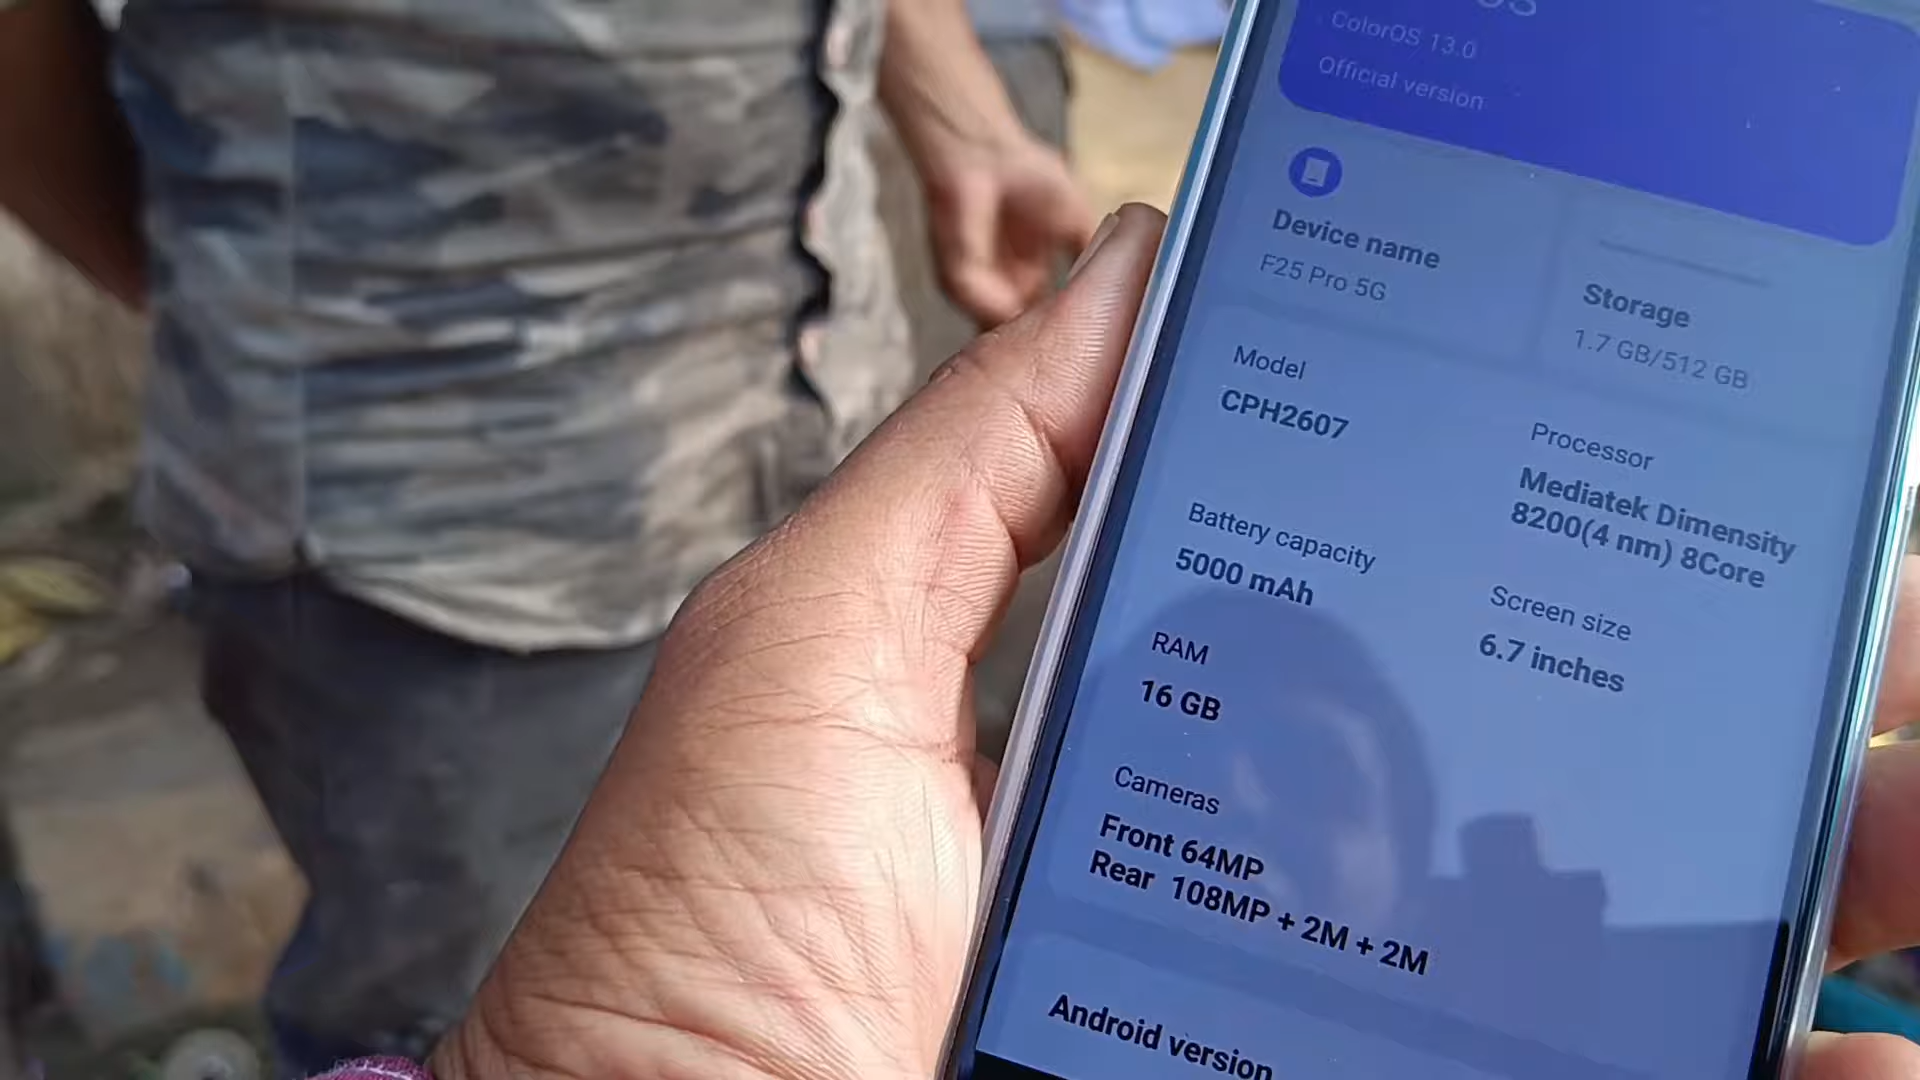 ColorOS 13.0
Official version
Device name
F25 Pro 5G
Storage
1.7 GB/512 GB
Model
CPH2607
Processor
Mediatek Dimensity
8200(4 nm) 8Core
Battery capacity
5000 mAh
Screen size
6.7 inches
RAM
16 GB
Cameras
Front 64MP
Rear 108MP + 2M + 2M
Android version